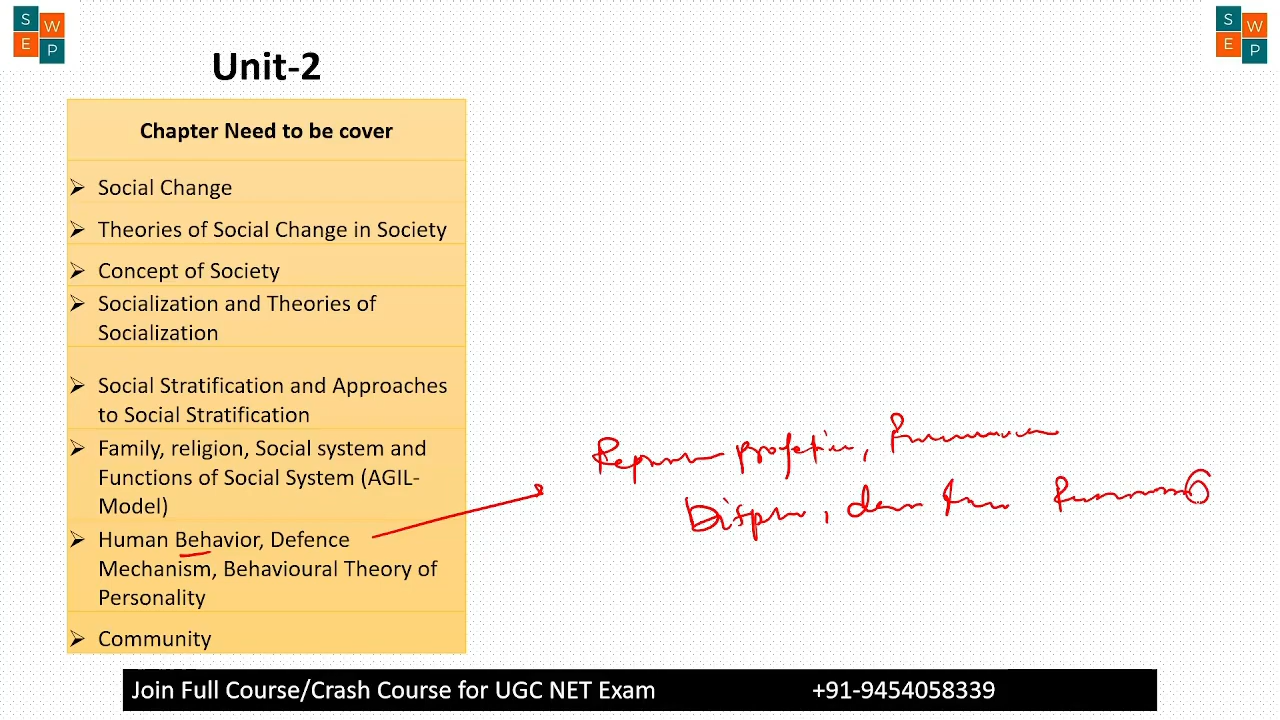 S W E P
S W E P
Unit-2
Chapter Need to be cover
Social Change
Theories of Social Change in Society
Concept of Society
Socialization and Theories of
Socialization
Social Stratification and Approaches
to Social Stratification
Family, religion, Social system and
Functions of Social System (AGIL-
Model)
Human Behavior, Defence
Mechanism, Behavioural Theory of
Personality
Community
Join Full Course/Crash Course for UGC NET Exam +91-9454058339